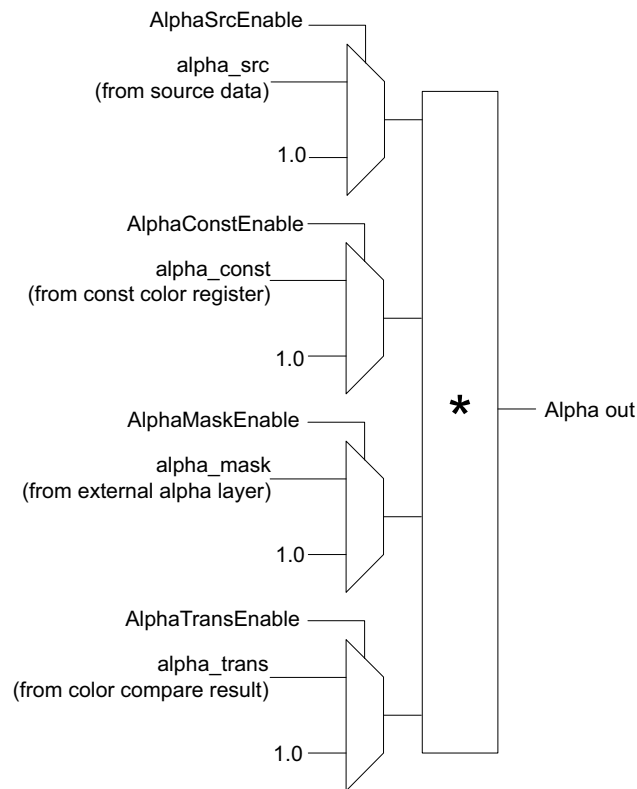 AlphaSrcEnable
alpha_src
(from source data)
1.0
AlphaConstEnable
alpha_const
(from const color register)
1.0
AlphaMaskEnable
alpha_mask
(from external alpha layer)
1.0
AlphaTransEnable
alpha_trans
(from color compare result)
1.0
*
Alpha out